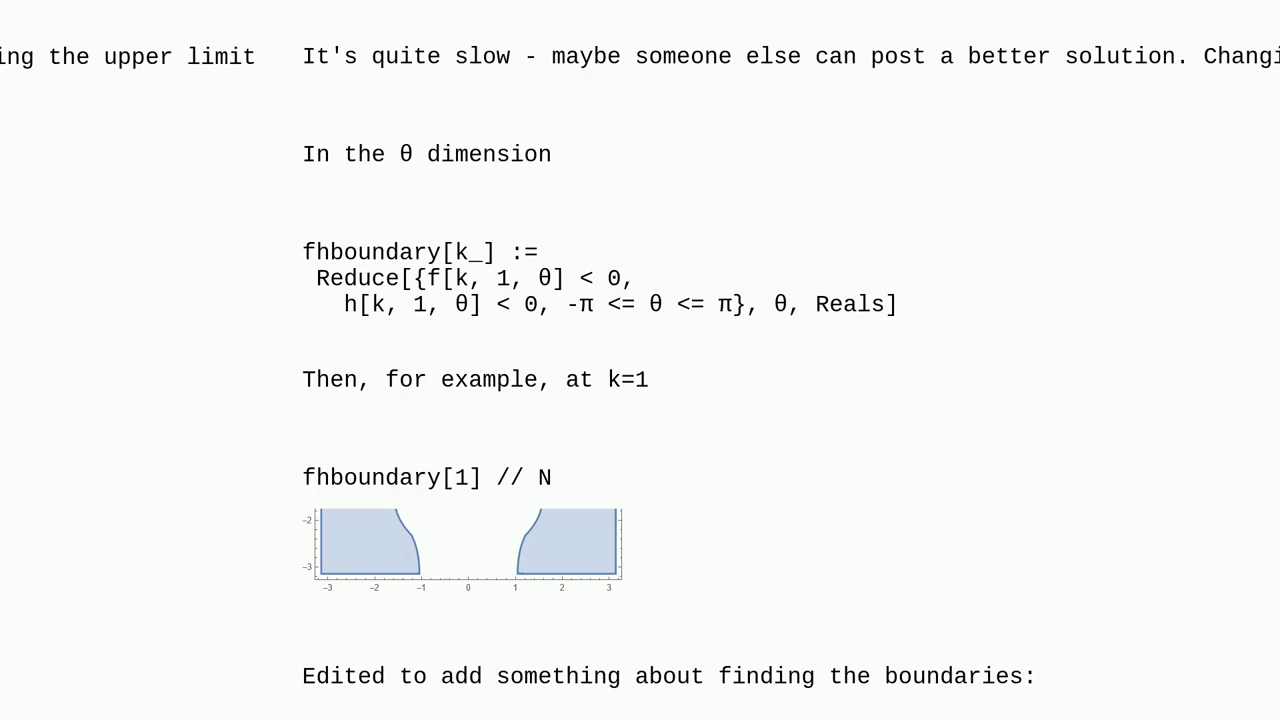 ing the upper limit It's quite slow - maybe someone else can post a better solution. Changi
In the θ dimension
fhboundary[k_] :=
Reduce[{f[k, 1, θ] < 0,
h[k, 1, θ] < 0, -π <= θ <= π}, θ, Reals]
Then, for example, at k=1
fhboundary[1] // N
-2
-3
-3 -2 -1 0 1 2 3
Edited to add something about finding the boundaries: